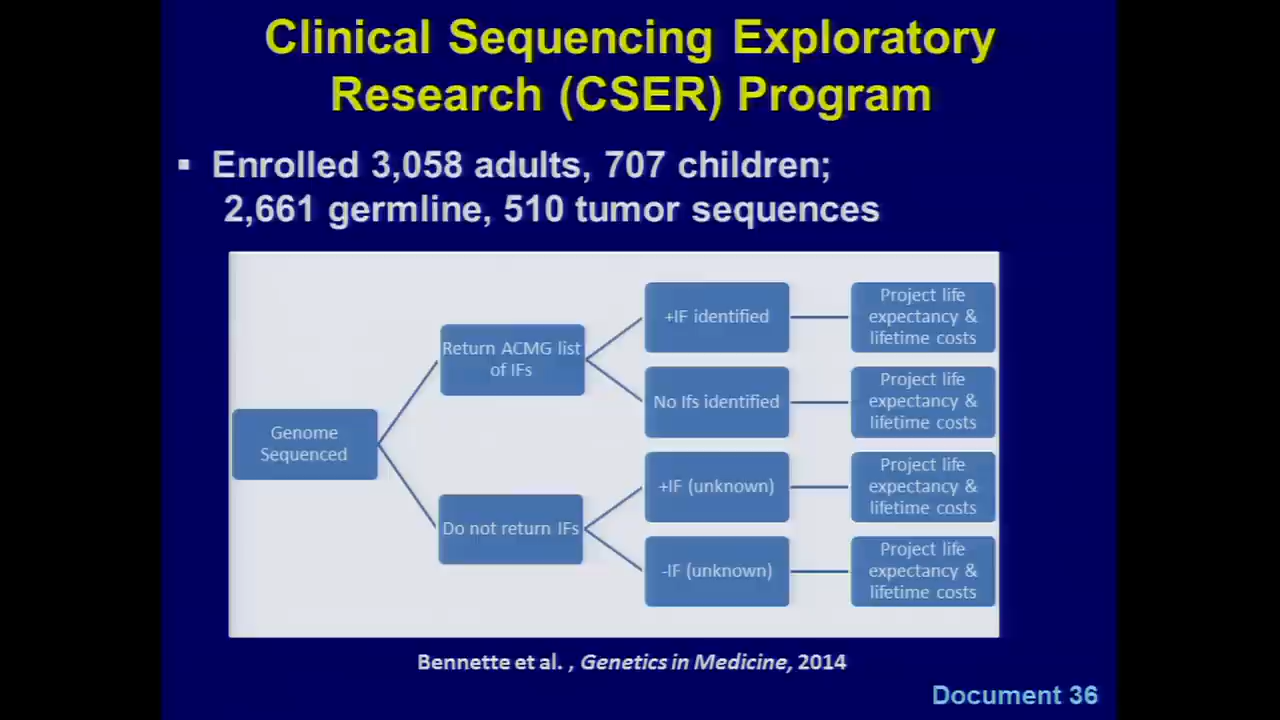 Clinical Sequencing Exploratory
Research (CSER) Program
▪ Enrolled 3,058 adults, 707 children;
2,661 germline, 510 tumor sequences
Genome
Sequenced
Return ACMG list
of IFs
Do not return IFs
+IF identified
No Ifs identified
+IF (unknown)
-IF (unknown)
Project life
expectancy &
lifetime costs
Project life
expectancy &
lifetime costs
Project life
expectancy &
lifetime costs
Project life
expectancy &
lifetime costs
Bennette et al. , Genetics in Medicine, 2014
Document 36